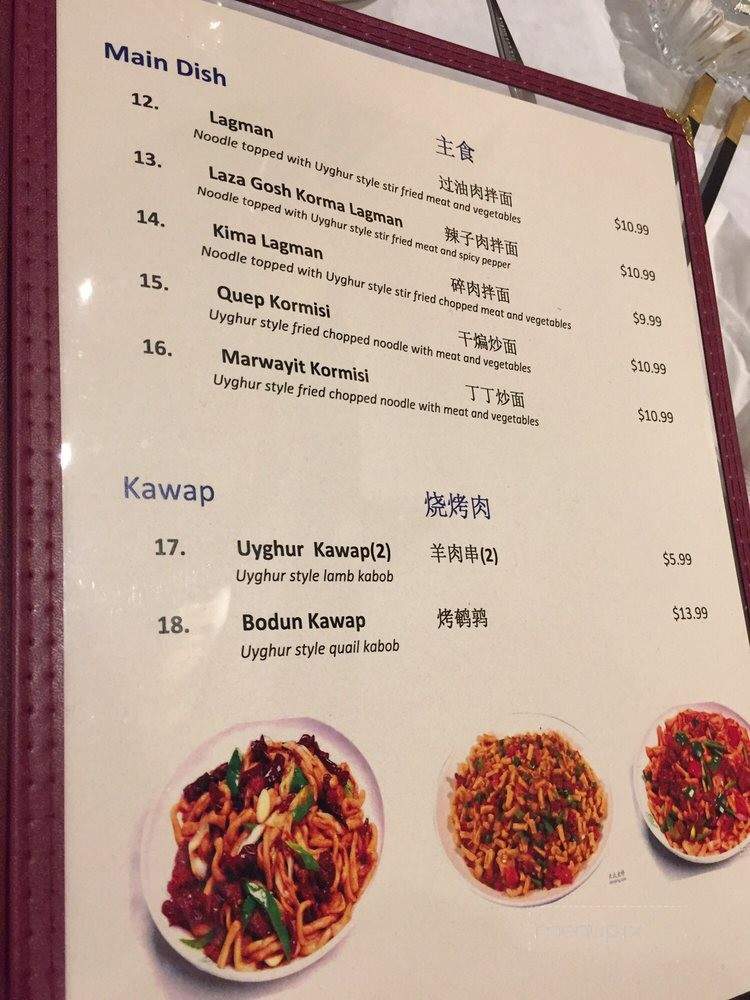 Main Dish
主食
12. Lagman 过油肉拌面
Noodle topped with Uyghur style stir fried meat and vegetables $10.99
13. Laza Gosh Korma Lagman 辣子肉拌面
Noodle topped with Uyghur style stir fried meat and spicy pepper $10.99
14. Kima Lagman 碎肉拌面
Noodle topped with Uyghur style stir fried chopped meat and vegetables $9.99
15. Quep Kormisi 干煸炒面
Uyghur style fried chopped noodle with meat and vegetables $10.99
16. Marwayit Kormisi 丁丁炒面
Uyghur style fried chopped noodle with meat and vegetables $10.99
Kawap 烧烤肉
17. Uyghur Kawap(2) 羊肉串(2) $5.99
Uyghur style lamb kabob
18. Bodun Kawap 烤鹌鹑 $13.99
Uyghur style quail kabob